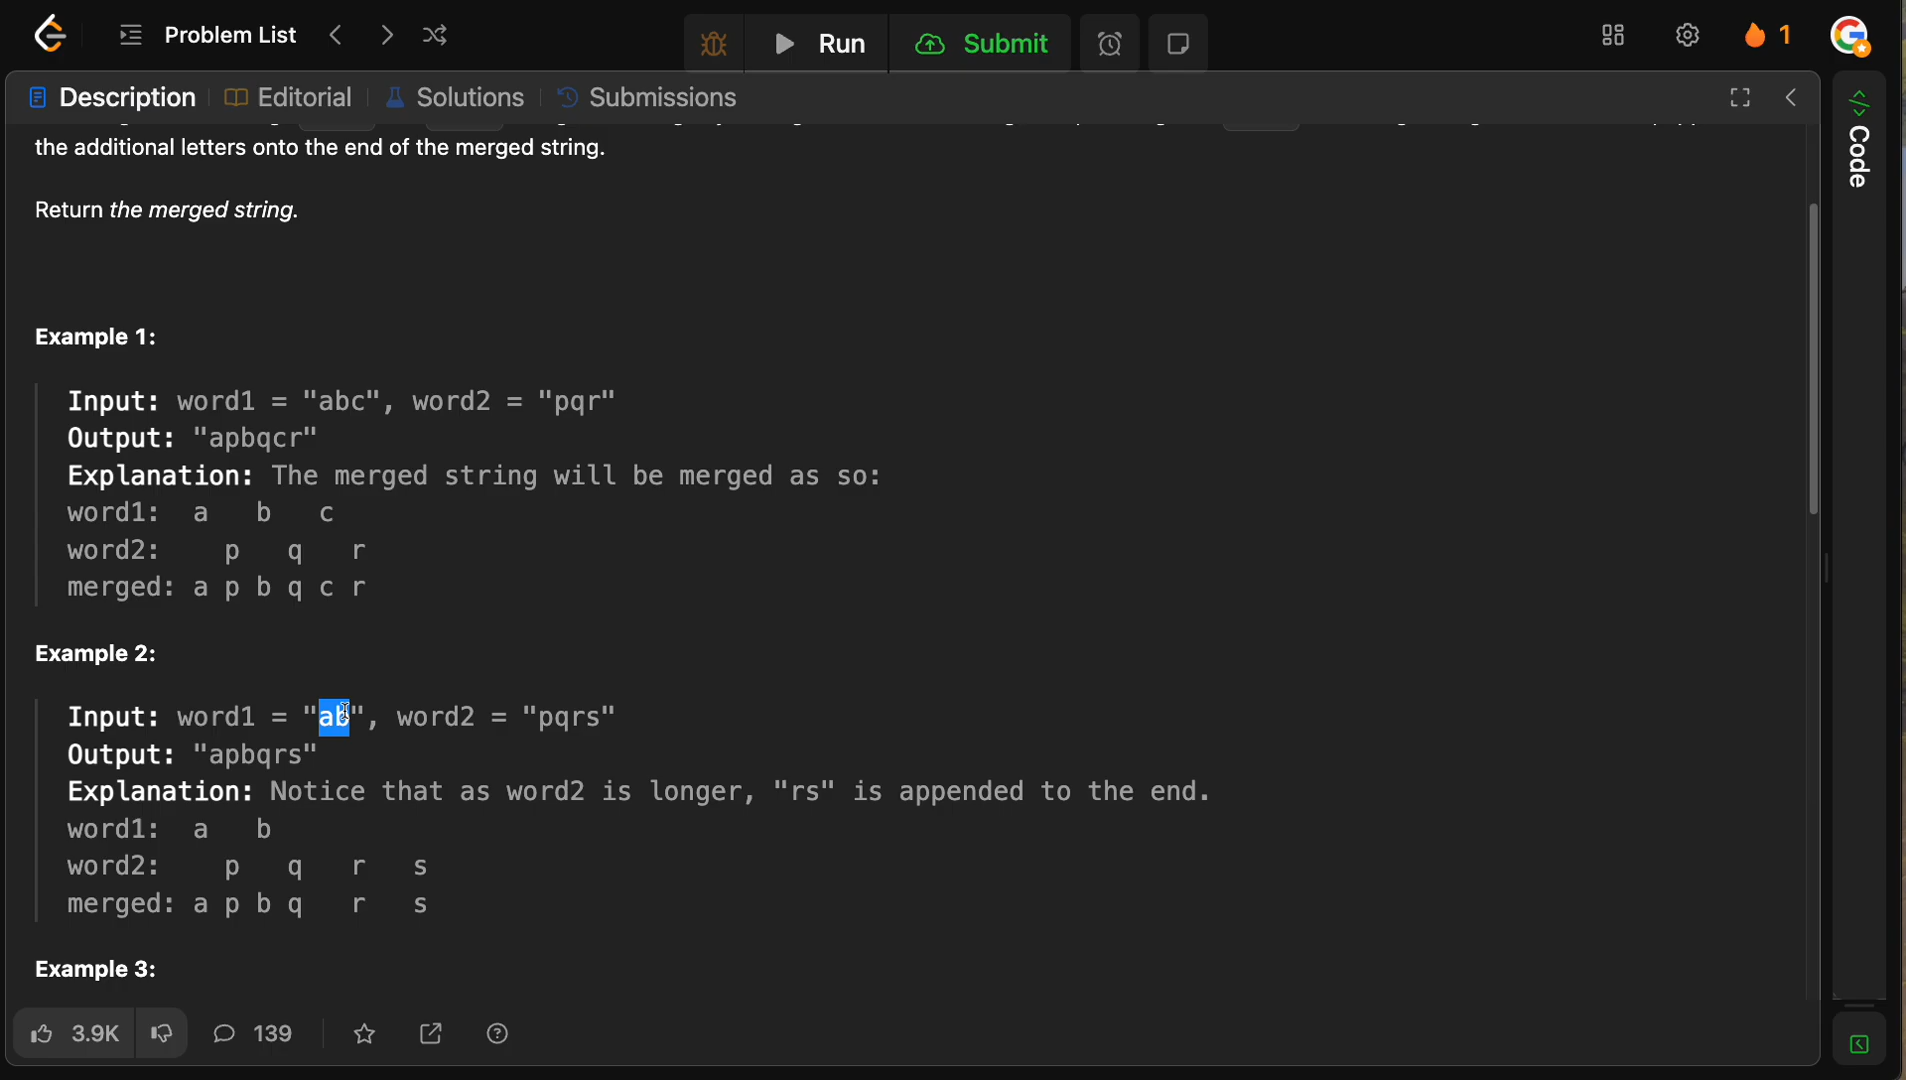 Problem List
Run
Submit
1
Description
Editorial
Solutions
Submissions
Code
the additional letters onto the end of the merged string.
Return the merged string.
Example 1:
Input: word1 = "abc", word2 = "pqr"
Output: "apbqcr"
Explanation: The merged string will be merged as so:
word1: a b c
word2: p q r
merged: a p b q c r
Example 2:
Input: word1 = "ab", word2 = "pqrs"
Output: "apbqrs"
Explanation: Notice that as word2 is longer, "rs" is appended to the end.
word1: a b
word2: p q r s
merged: a p b q r s
Example 3:
3.9K
139